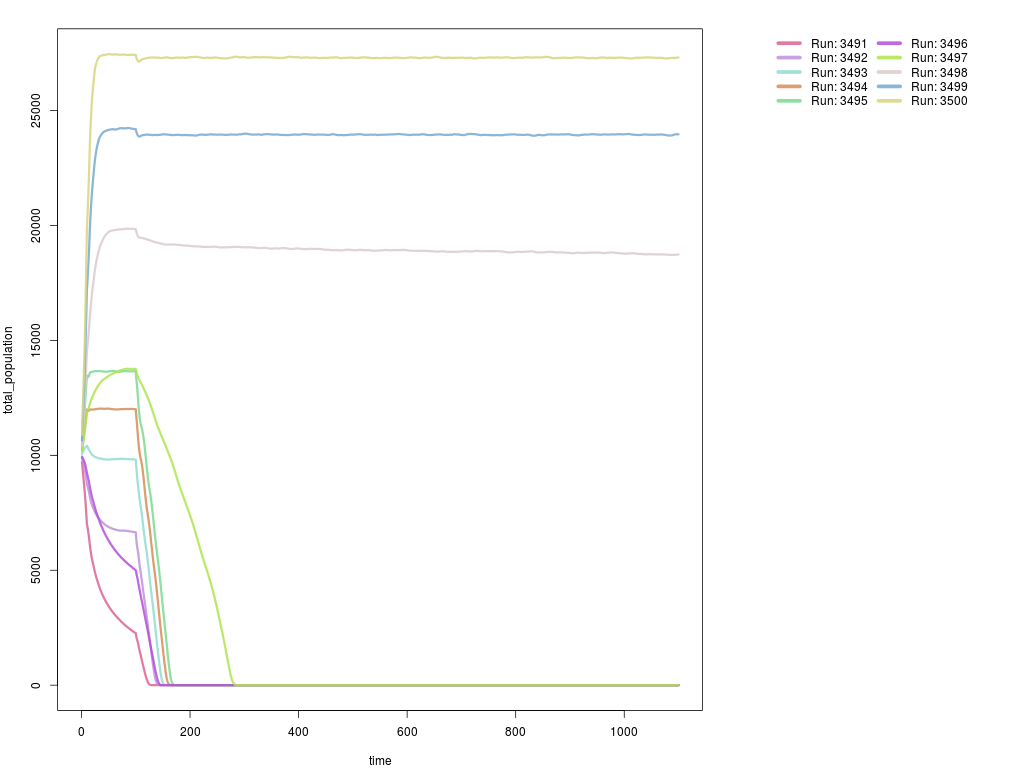 Run: 3491
Run: 3492
Run: 3493
Run: 3494
Run: 3495
Run: 3496
Run: 3497
Run: 3498
Run: 3499
Run: 3500
total_population
25000
20000
15000
10000
5000
0
0 200 400 600 800 1000
time